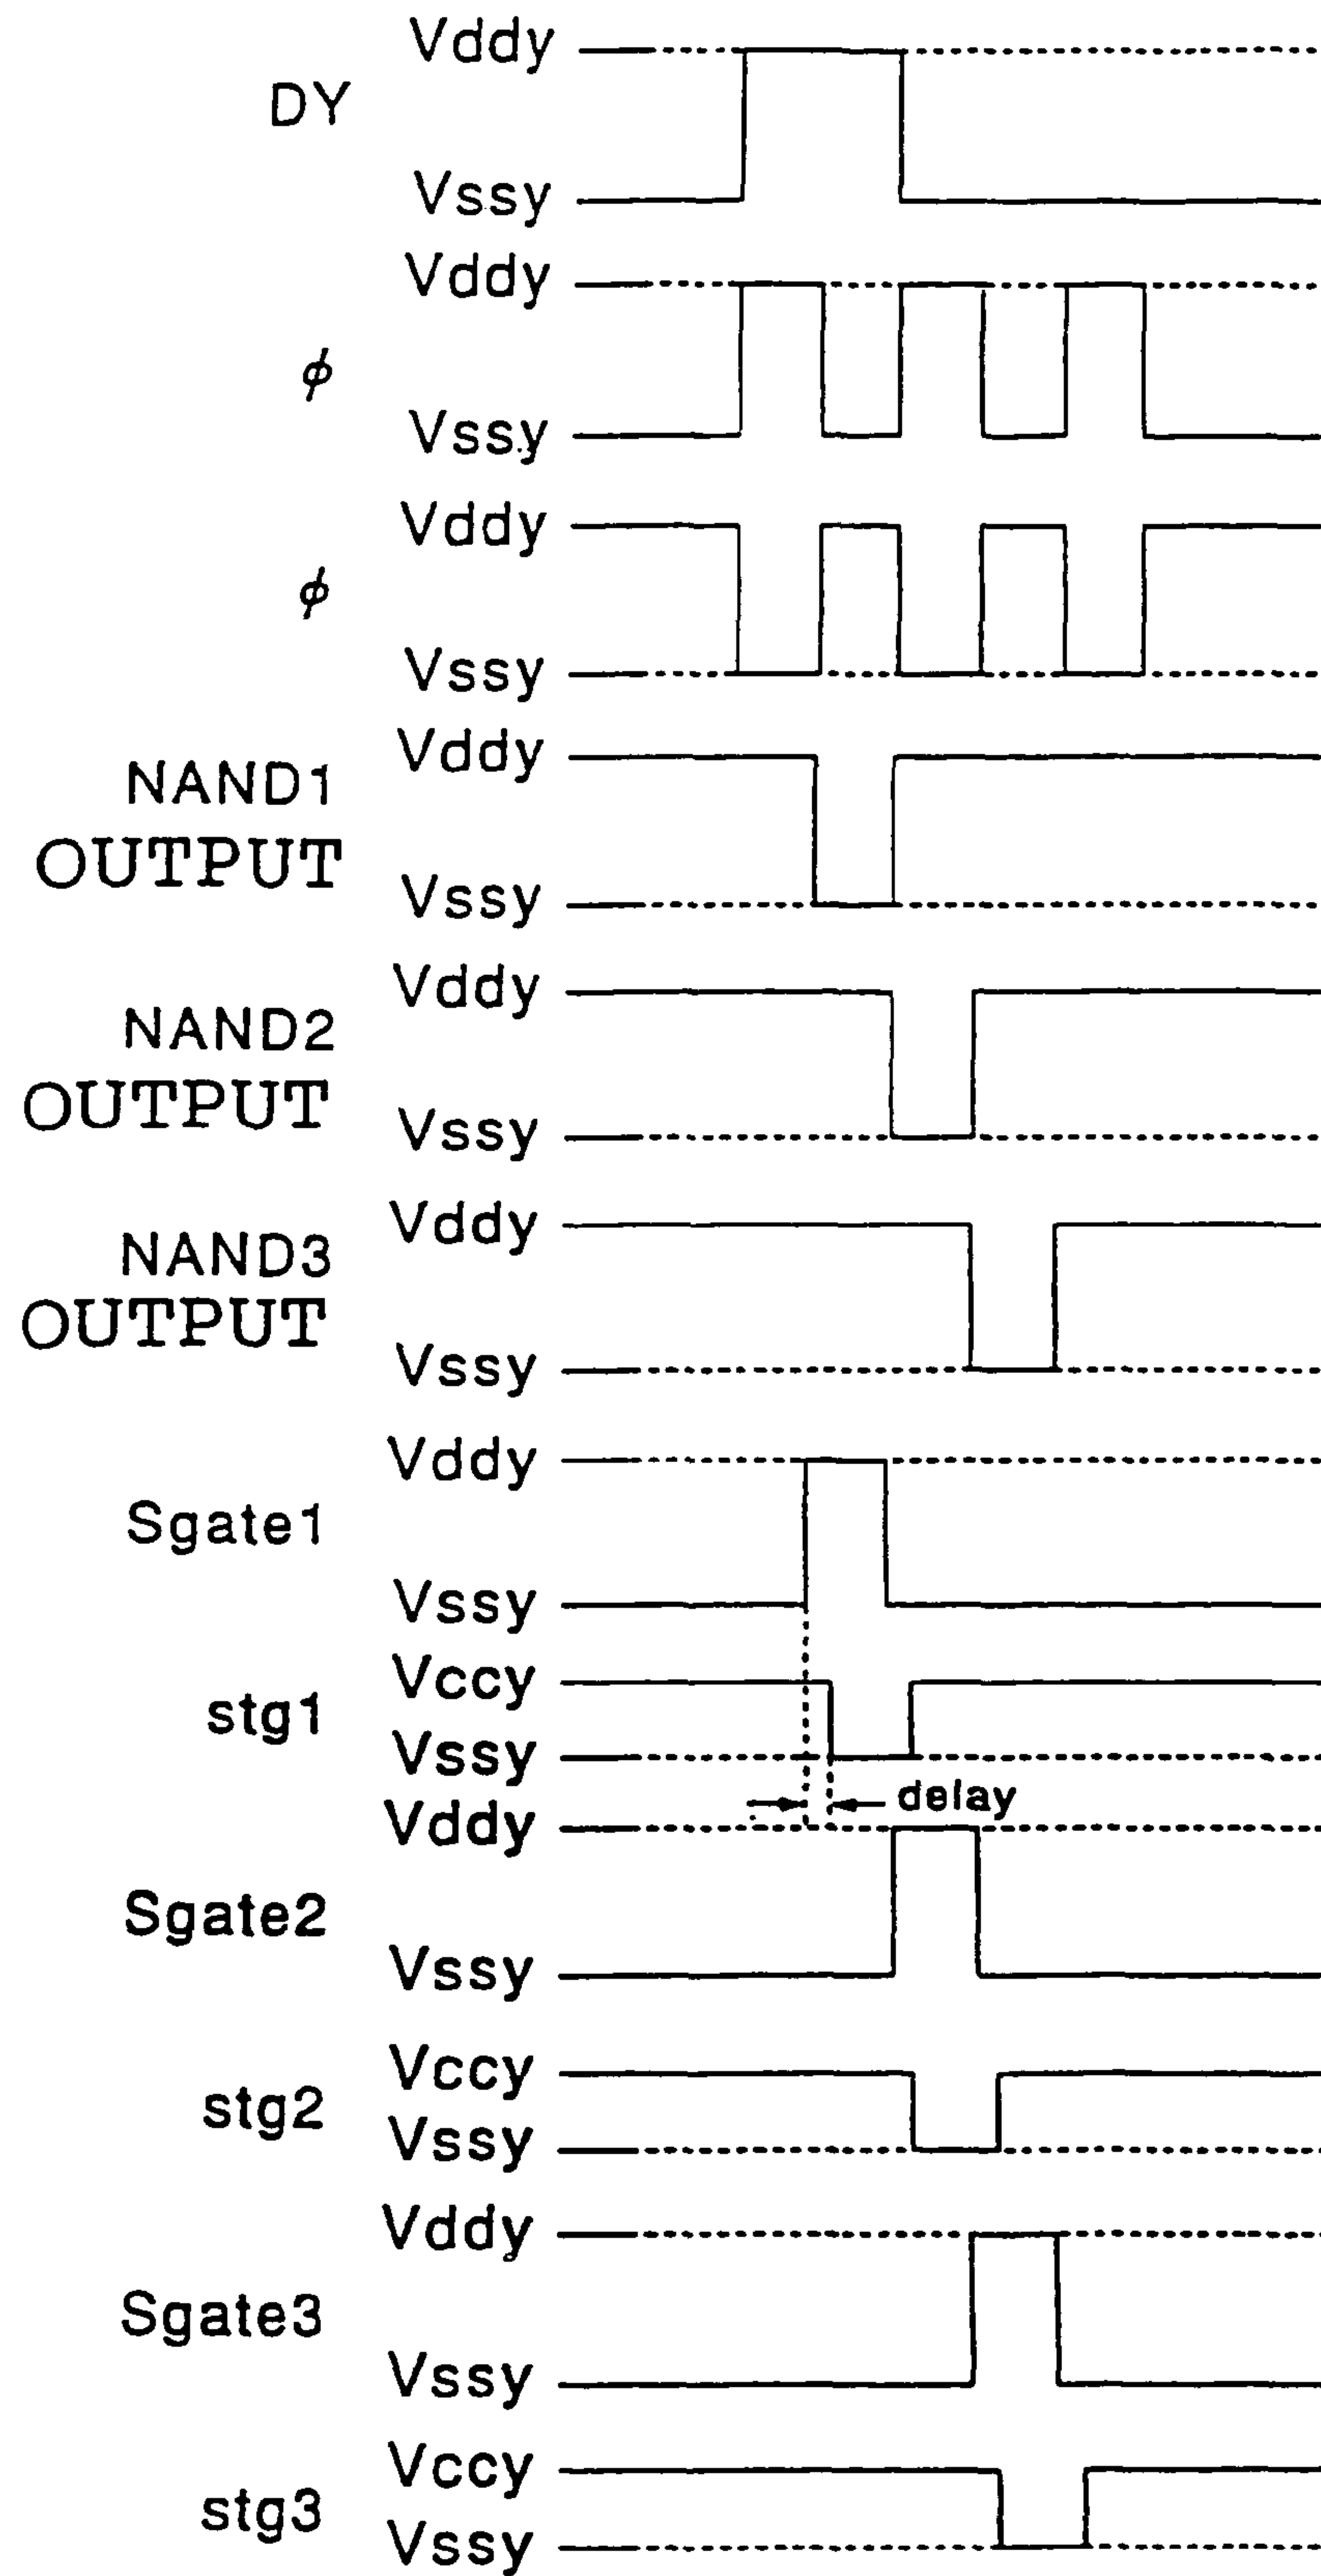 Vddy
DY
Vssy
Vddy
ϕ
Vssy
Vddy
ϕ
Vssy
Vddy
NAND1
OUTPUT
Vssy
Vddy
NAND2
OUTPUT
Vssy
Vddy
NAND3
OUTPUT
Vssy
Vddy
Sgate1
Vssy
Vccy
stg1
Vssy
delay
Vddy
Sgate2
Vssy
Vccy
stg2
Vssy
Vddy
Sgate3
Vssy
Vccy
stg3
Vssy